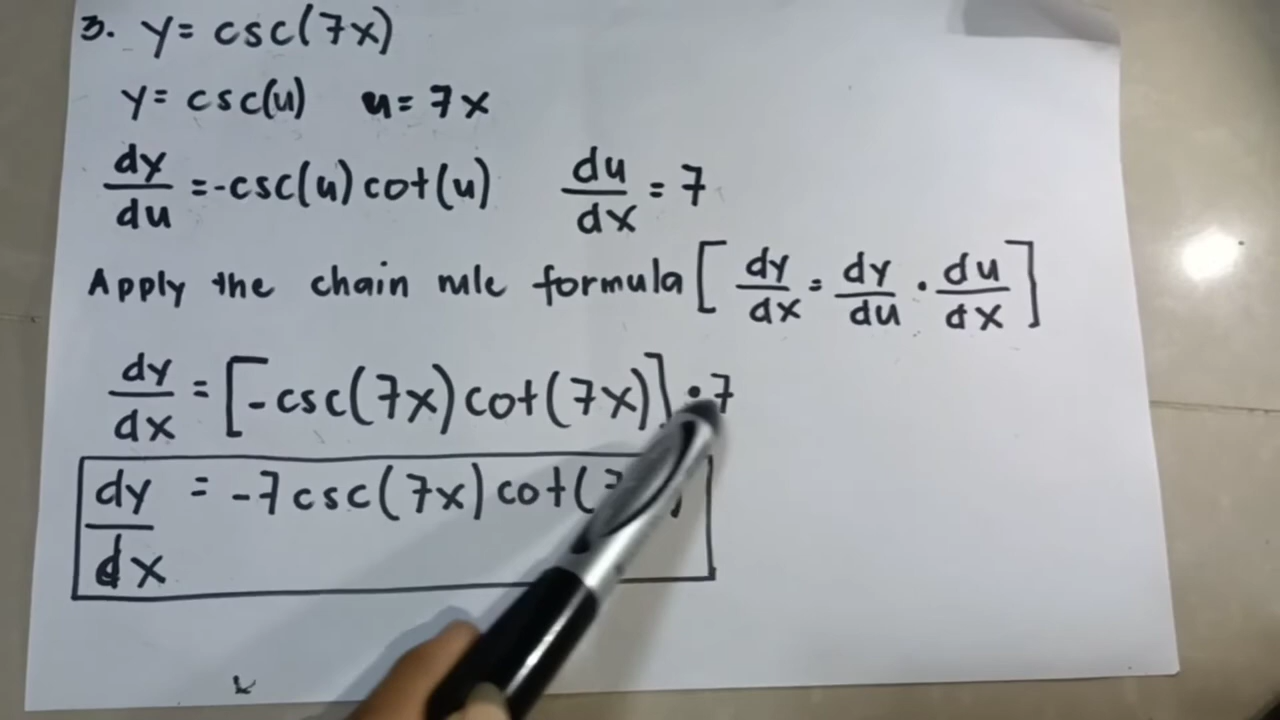 3. y = csc(7x)
y = csc(u) u = 7x
dy/du = -csc(u) cot(u) du/dx = 7
Apply the chain rule formula [dy/dx = dy/du · du/dx]
dy/dx = [-csc(7x) cot(7x)] · 7
dy/dx = -7 csc(7x) cot(7